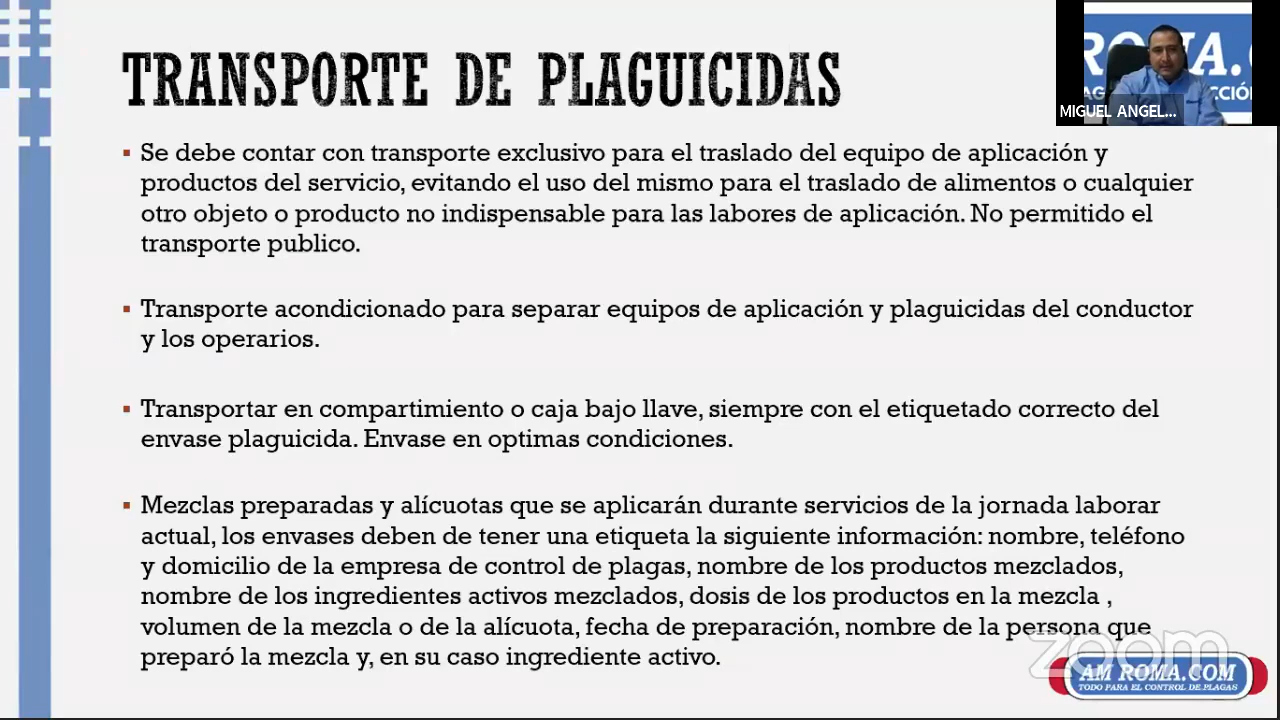 TRANSPORTE DE PLAGUICIDAS
ROMA.C
AG
CCIÓN
MIGUEL ANGEL...
▪ Se debe contar con transporte exclusivo para el traslado del equipo de aplicación y
productos del servicio, evitando el uso del mismo para el traslado de alimentos o cualquier
otro objeto o producto no indispensable para las labores de aplicación. No permitido el
transporte publico.
▪ Transporte acondicionado para separar equipos de aplicación y plaguicidas del conductor
y los operarios.
▪ Transportar en compartimiento o caja bajo llave, siempre con el etiquetado correcto del
envase plaguicida. Envase en optimas condiciones.
▪ Mezclas preparadas y alícuotas que se aplicarán durante servicios de la jornada laborar
actual, los envases deben de tener una etiqueta la siguiente información: nombre, teléfono
y domicilio de la empresa de control de plagas, nombre de los productos mezclados,
nombre de los ingredientes activos mezclados, dosis de los productos en la mezcla ,
volumen de la mezcla o de la alícuota, fecha de preparación, nombre de la persona que
preparó la mezcla y, en su caso ingrediente activo.
zoom
AM ROMA.COM
TODO PARA EL CONTROL DE PLAGAS